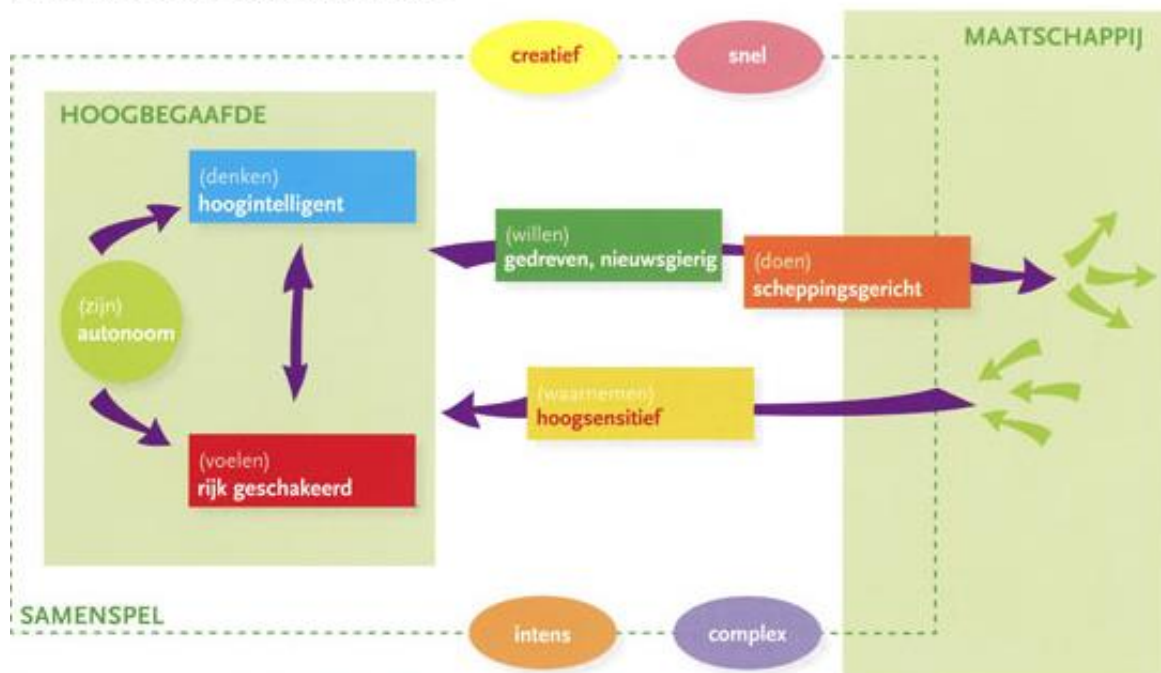 creatief
snel
MAATSCHAPPIJ
HOOGBEGAAFDE
(denken)
hoogintelligent
(willen)
gedreven, nieuwsgierig
(doen)
scheppingsgericht
(zijn)
autonoom
(waarnemen)
hoogsensitief
(voelen)
rijk geschakeerd
SAMENSPEL
intens
complex